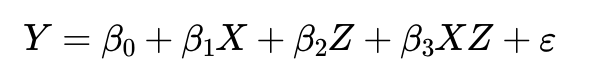 Y = β₀ + β₁X + β₂Z + β₃XZ + ε